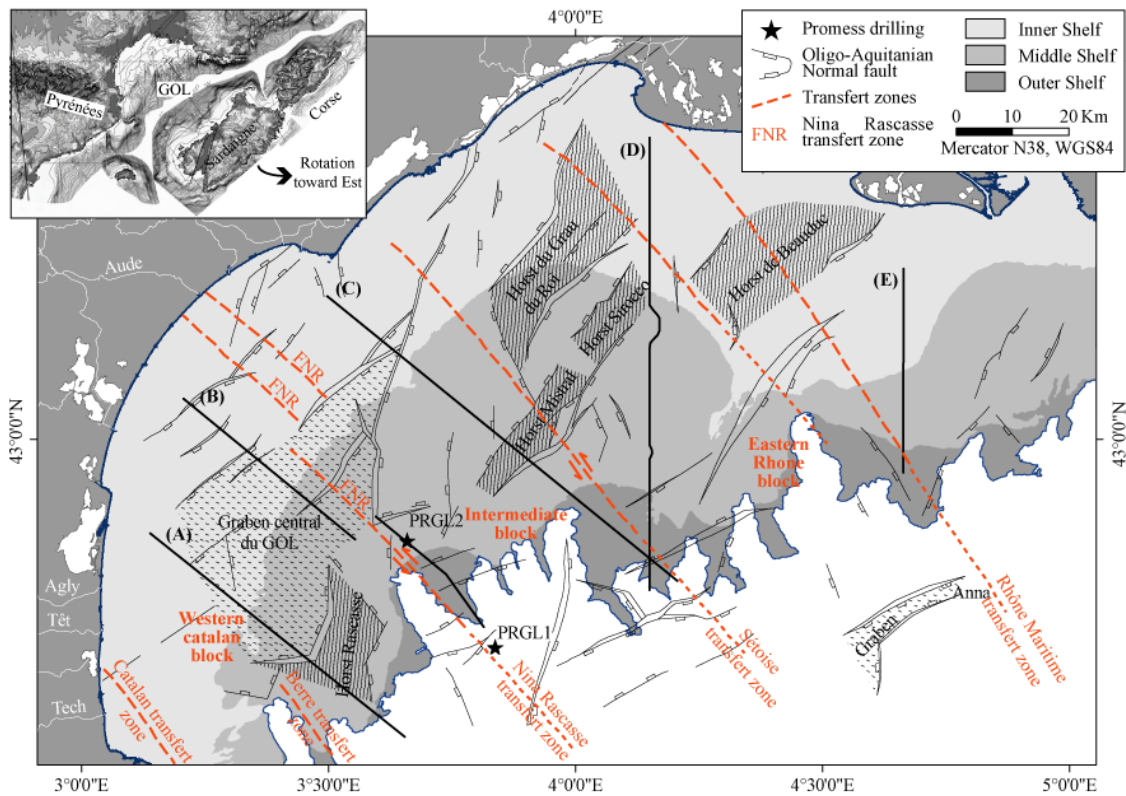 4°0'0"E
Pyrénées
GOL
Corse
Sardaigne
Rotation
toward Est
Promess drilling
Oligo-Aquitanian
Normal fault
Transfert zones
FNR
Nina Rascasse
transfert zone
Inner Shelf
Middle Shelf
Outer Shelf
0
10
20 Km
Mercator N38, WGS84
(D)
Aude
(C)
Horst du Grau
du Roi
Horst Sirocco
Horst de Beauduc
(E)
FNR
FNR
(B)
Horst Mistral
43°0'0"N
43°0'0"N
Eastern
Rhone
block
FNR
PRGL2
Intermediate
block
Graben central
du GOL
(A)
Agly
Têt
Tech
Western
catalan
block
Horst Rascasse
PRGL1
Anna
Graben
Catalan transfert
zone
Berre transfert
zone
Nina Rascasse
transfert zone
Sétoise
transfert zone
Rhône Maritime
transfert zone
3°0'0"E
3°30'0"E
4°0'0"E
4°30'0"E
5°0'0"E